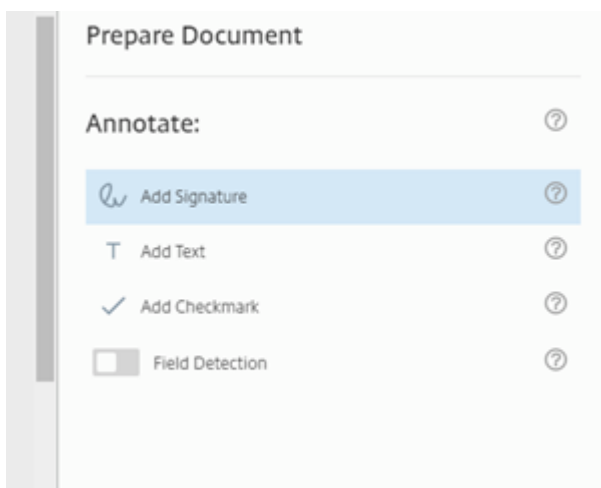 Prepare Document
Annotate:
Add Signature
T Add Text
Add Checkmark
Field Detection